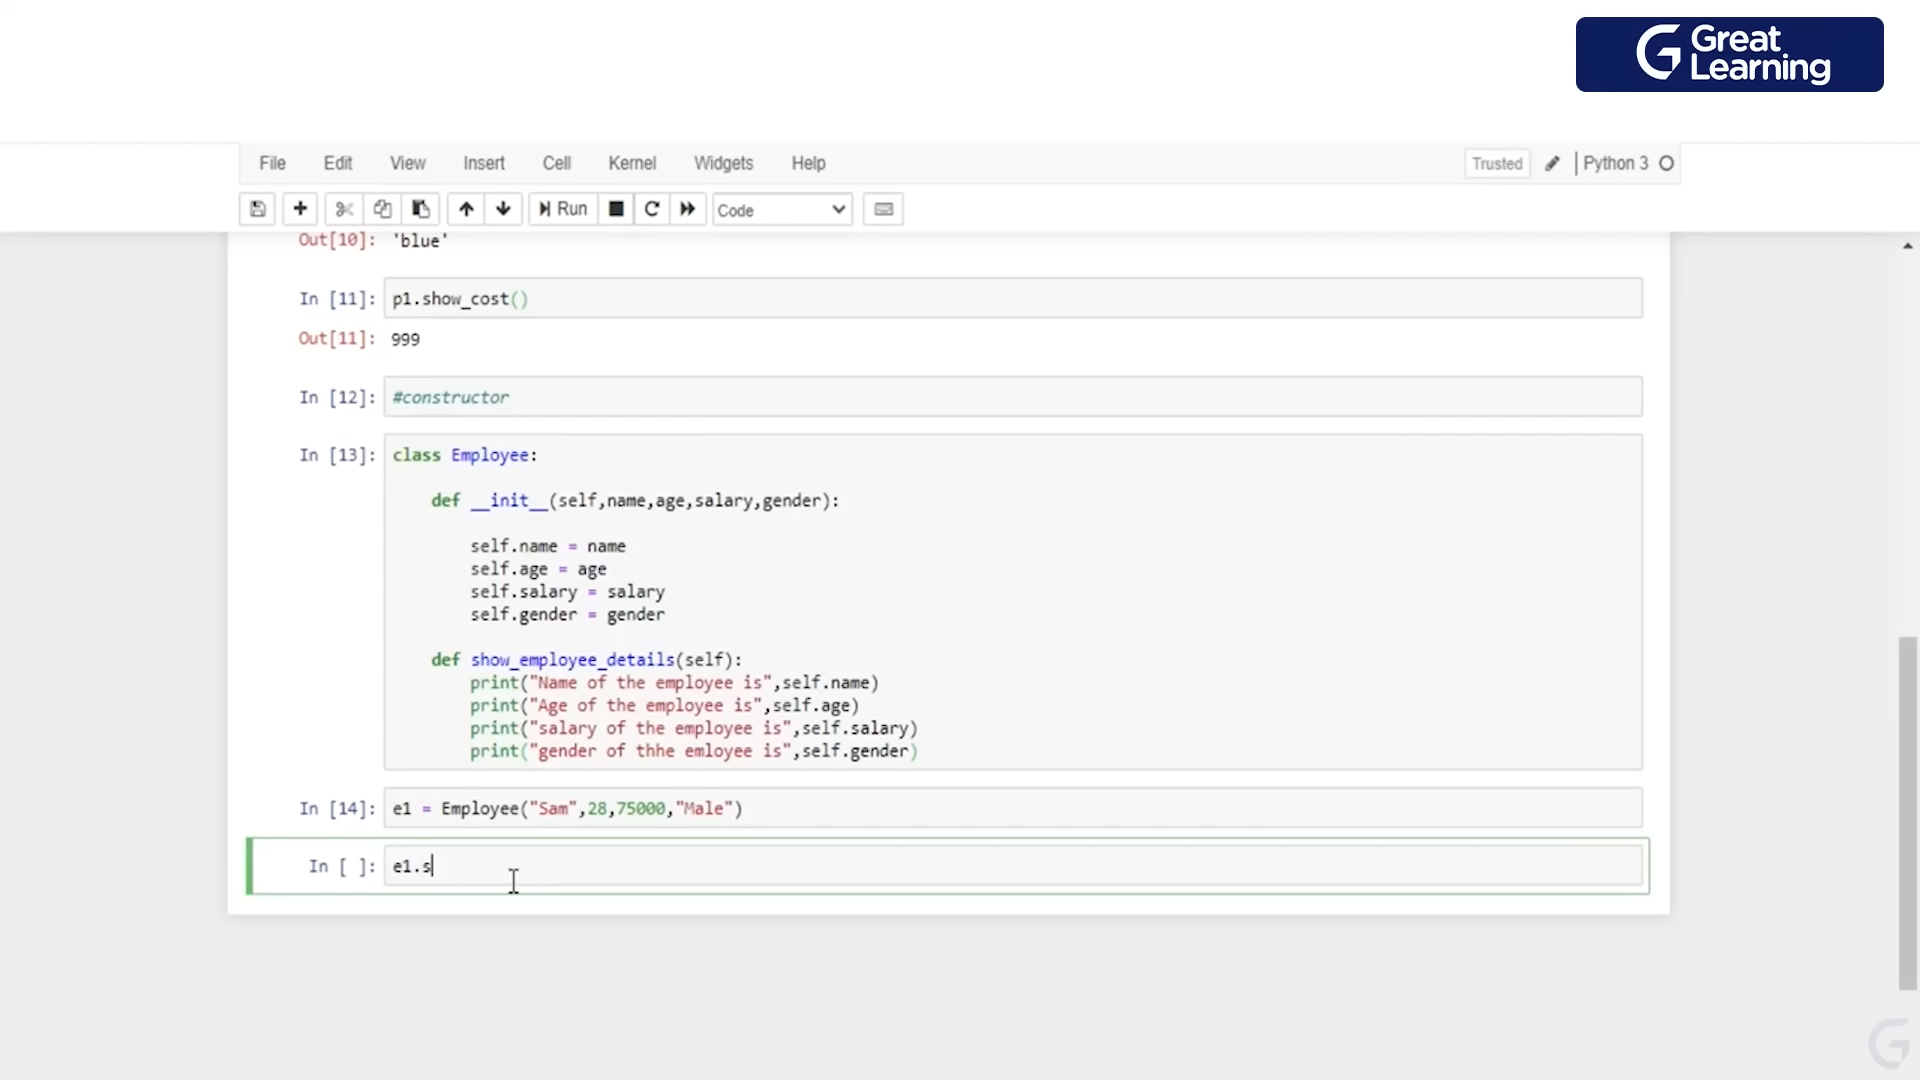 Great
Learning
File Edit View Insert Cell Kernel Widgets Help
Trusted Python 3
Run Code
Out[10]: 'blue'
In [11]: p1.show_cost()
Out[11]: 999
In [12]: #constructor
In [13]: class Employee:
def __init__(self,name,age,salary,gender):
self.name = name
self.age = age
self.salary = salary
self.gender = gender
def show_employee_details(self):
print("Name of the employee is",self.name)
print("Age of the employee is",self.age)
print("salary of the employee is",self.salary)
print("gender of thhe emloyee is",self.gender)
In [14]: e1 = Employee("Sam",28,75000,"Male")
In [ ]: e1.s